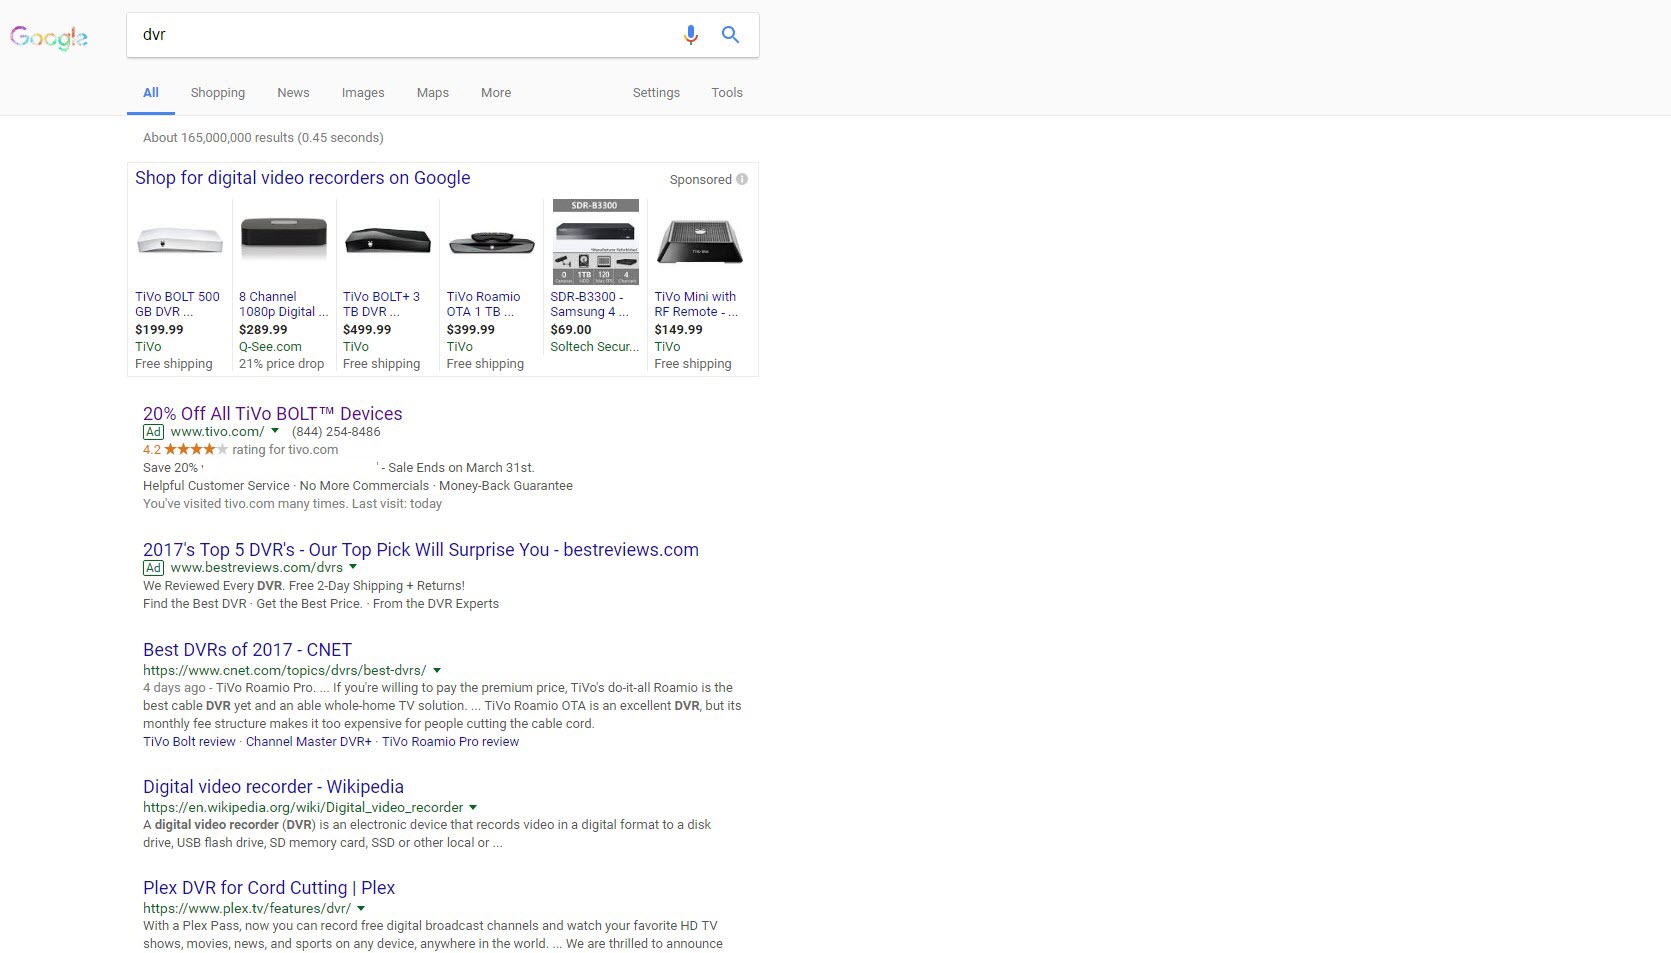 Google
dvr
All Shopping News Images Maps More Settings Tools
About 165,000,000 results (0.45 seconds)
Shop for digital video recorders on Google
Sponsored
TiVo BOLT 500
GB DVR ...
$199.99
TiVo
Free shipping
8 Channel
1080p Digital ...
$289.99
Q-See.com
21% price drop
TiVo BOLT+ 3
TB DVR ...
$499.99
TiVo
Free shipping
TiVo Roamio
OTA 1 TB ...
$399.99
TiVo
Free shipping
SDR-B3300
0 1TB 120 4
SDR-B3300 -
Samsung 4 ...
$69.00
Soltech Secur...
TiVo Mini with
RF Remote - ...
$149.99
TiVo
Free shipping
20% Off All TiVo BOLT™ Devices
Ad www.tivo.com/ (844) 254-8486
4.2 rating for tivo.com
Save 20% - Sale Ends on March 31st.
Helpful Customer Service · No More Commercials · Money-Back Guarantee
You've visited tivo.com many times. Last visit: today
2017's Top 5 DVR's - Our Top Pick Will Surprise You - bestreviews.com
Ad www.bestreviews.com/dvrs
We Reviewed Every DVR. Free 2-Day Shipping + Returns!
Find the Best DVR · Get the Best Price. · From the DVR Experts
Best DVRs of 2017 - CNET
https://www.cnet.com/topics/dvrs/best-dvrs/
4 days ago - TiVo Roamio Pro. ... If you're willing to pay the premium price, TiVo's do-it-all Roamio is the
best cable DVR yet and an able whole-home TV solution. ... TiVo Roamio OTA is an excellent DVR, but its
monthly fee structure makes it too expensive for people cutting the cable cord.
TiVo Bolt review · Channel Master DVR+ · TiVo Roamio Pro review
Digital video recorder - Wikipedia
https://en.wikipedia.org/wiki/Digital_video_recorder
A digital video recorder (DVR) is an electronic device that records video in a digital format to a disk
drive, USB flash drive, SD memory card, SSD or other local or ...
Plex DVR for Cord Cutting | Plex
https://www.plex.tv/features/dvr/
With a Plex Pass, now you can record free digital broadcast channels and watch your favorite HD TV
shows, movies, news, and sports on any device, anywhere in the world. ... We are thrilled to announce